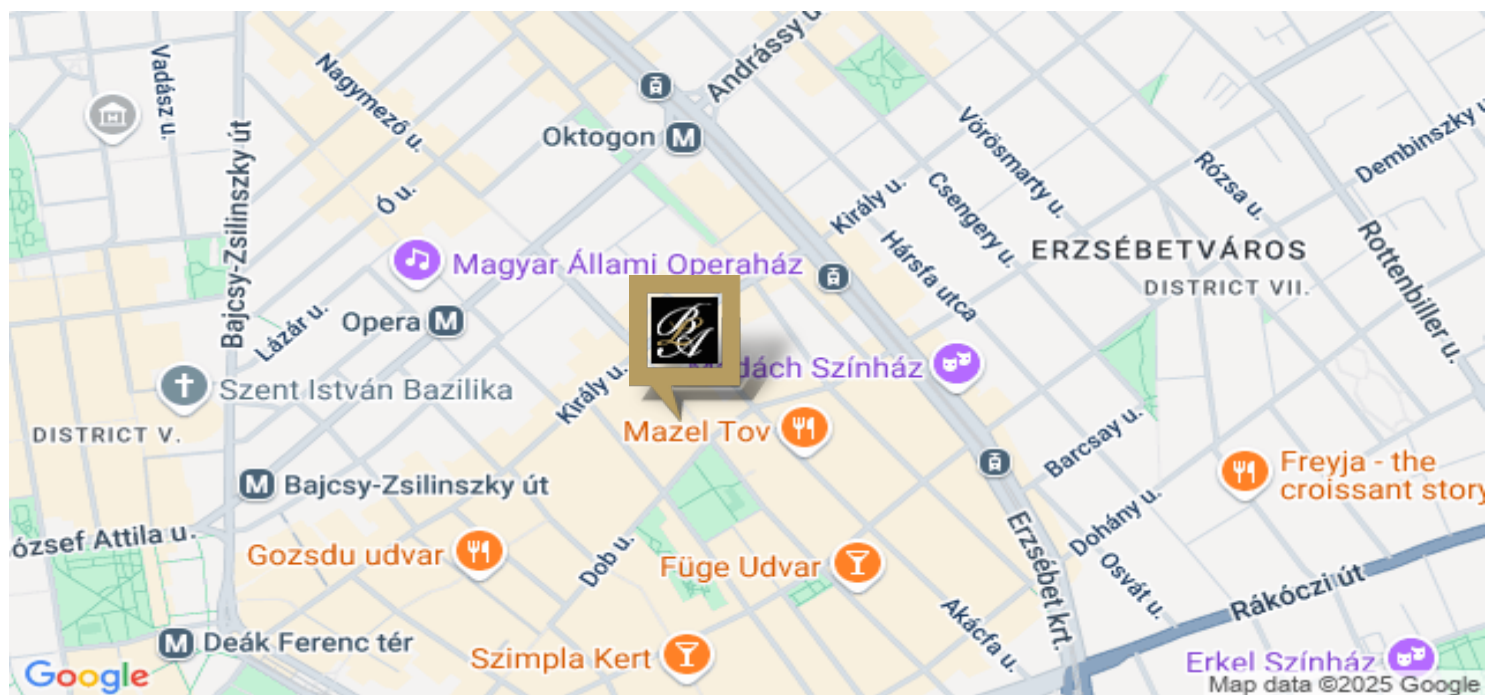 Vadász u.
Nagymező u.
Andrássy u.
Bajcsy-Zsilinszky út
Oktogon M
Vörösmarty u.
Dembinszky u.
Rózsa u.
Ó u.
Király u.
Csengery u.
Hársfa utca
ERZSÉBETVÁROS
DISTRICT VII.
Rottenbiller u.
Magyar Állami Operaház
Opera M
Lázár u.
BLA
dách Színház
Szent István Bazilika
Király u.
DISTRICT V.
Mazel Tov
Barcsay u.
Freyja - the
croissant story
M Bajcsy-Zsilinszky út
Dohány u.
ózsef Attila u.
Gozsdu udvar
Dob u.
Füge Udvar
Erzsébet krt.
Osvát u.
Rákóczi út
Akácfa u.
M Deák Ferenc tér
Szimpla Kert
Erkel Színház
Google
Map data ©2025 Google